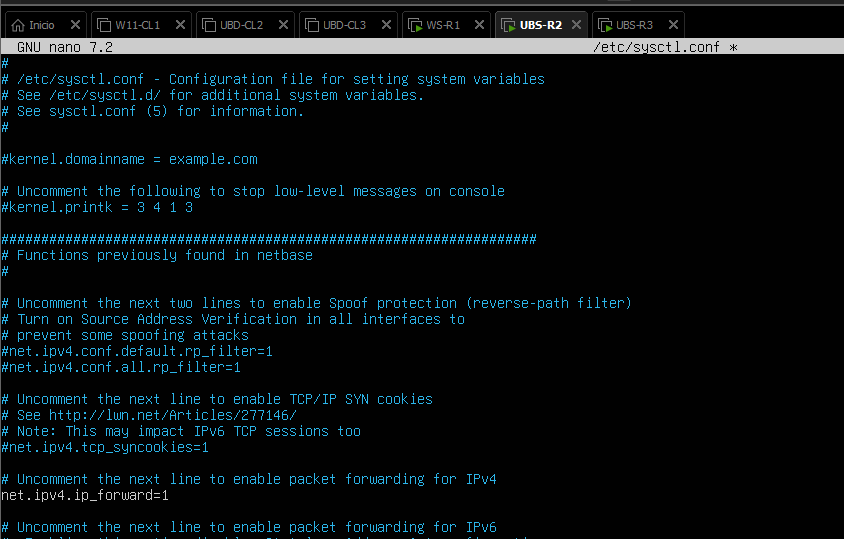 Inicio W11-CL1 UBD-CL2 UBD-CL3 WS-R1 UBS-R2 UBS-R3
GNU nano 7.2 /etc/sysctl.conf *
#
# /etc/sysctl.conf - Configuration file for setting system variables
# See /etc/sysctl.d/ for additional system variables.
# See sysctl.conf (5) for information.
#
#kernel.domainname = example.com
# Uncomment the following to stop low-level messages on console
#kernel.printk = 3 4 1 3
###################################################################
# Functions previously found in netbase
#
# Uncomment the next two lines to enable Spoof protection (reverse-path filter)
# Turn on Source Address Verification in all interfaces to
# prevent some spoofing attacks
#net.ipv4.conf.default.rp_filter=1
#net.ipv4.conf.all.rp_filter=1
# Uncomment the next line to enable TCP/IP SYN cookies
# See http://lwn.net/Articles/277146/
# Note: This may impact IPv6 TCP sessions too
#net.ipv4.tcp_syncookies=1
# Uncomment the next line to enable packet forwarding for IPv4
net.ipv4.ip_forward=1
# Uncomment the next line to enable packet forwarding for IPv6